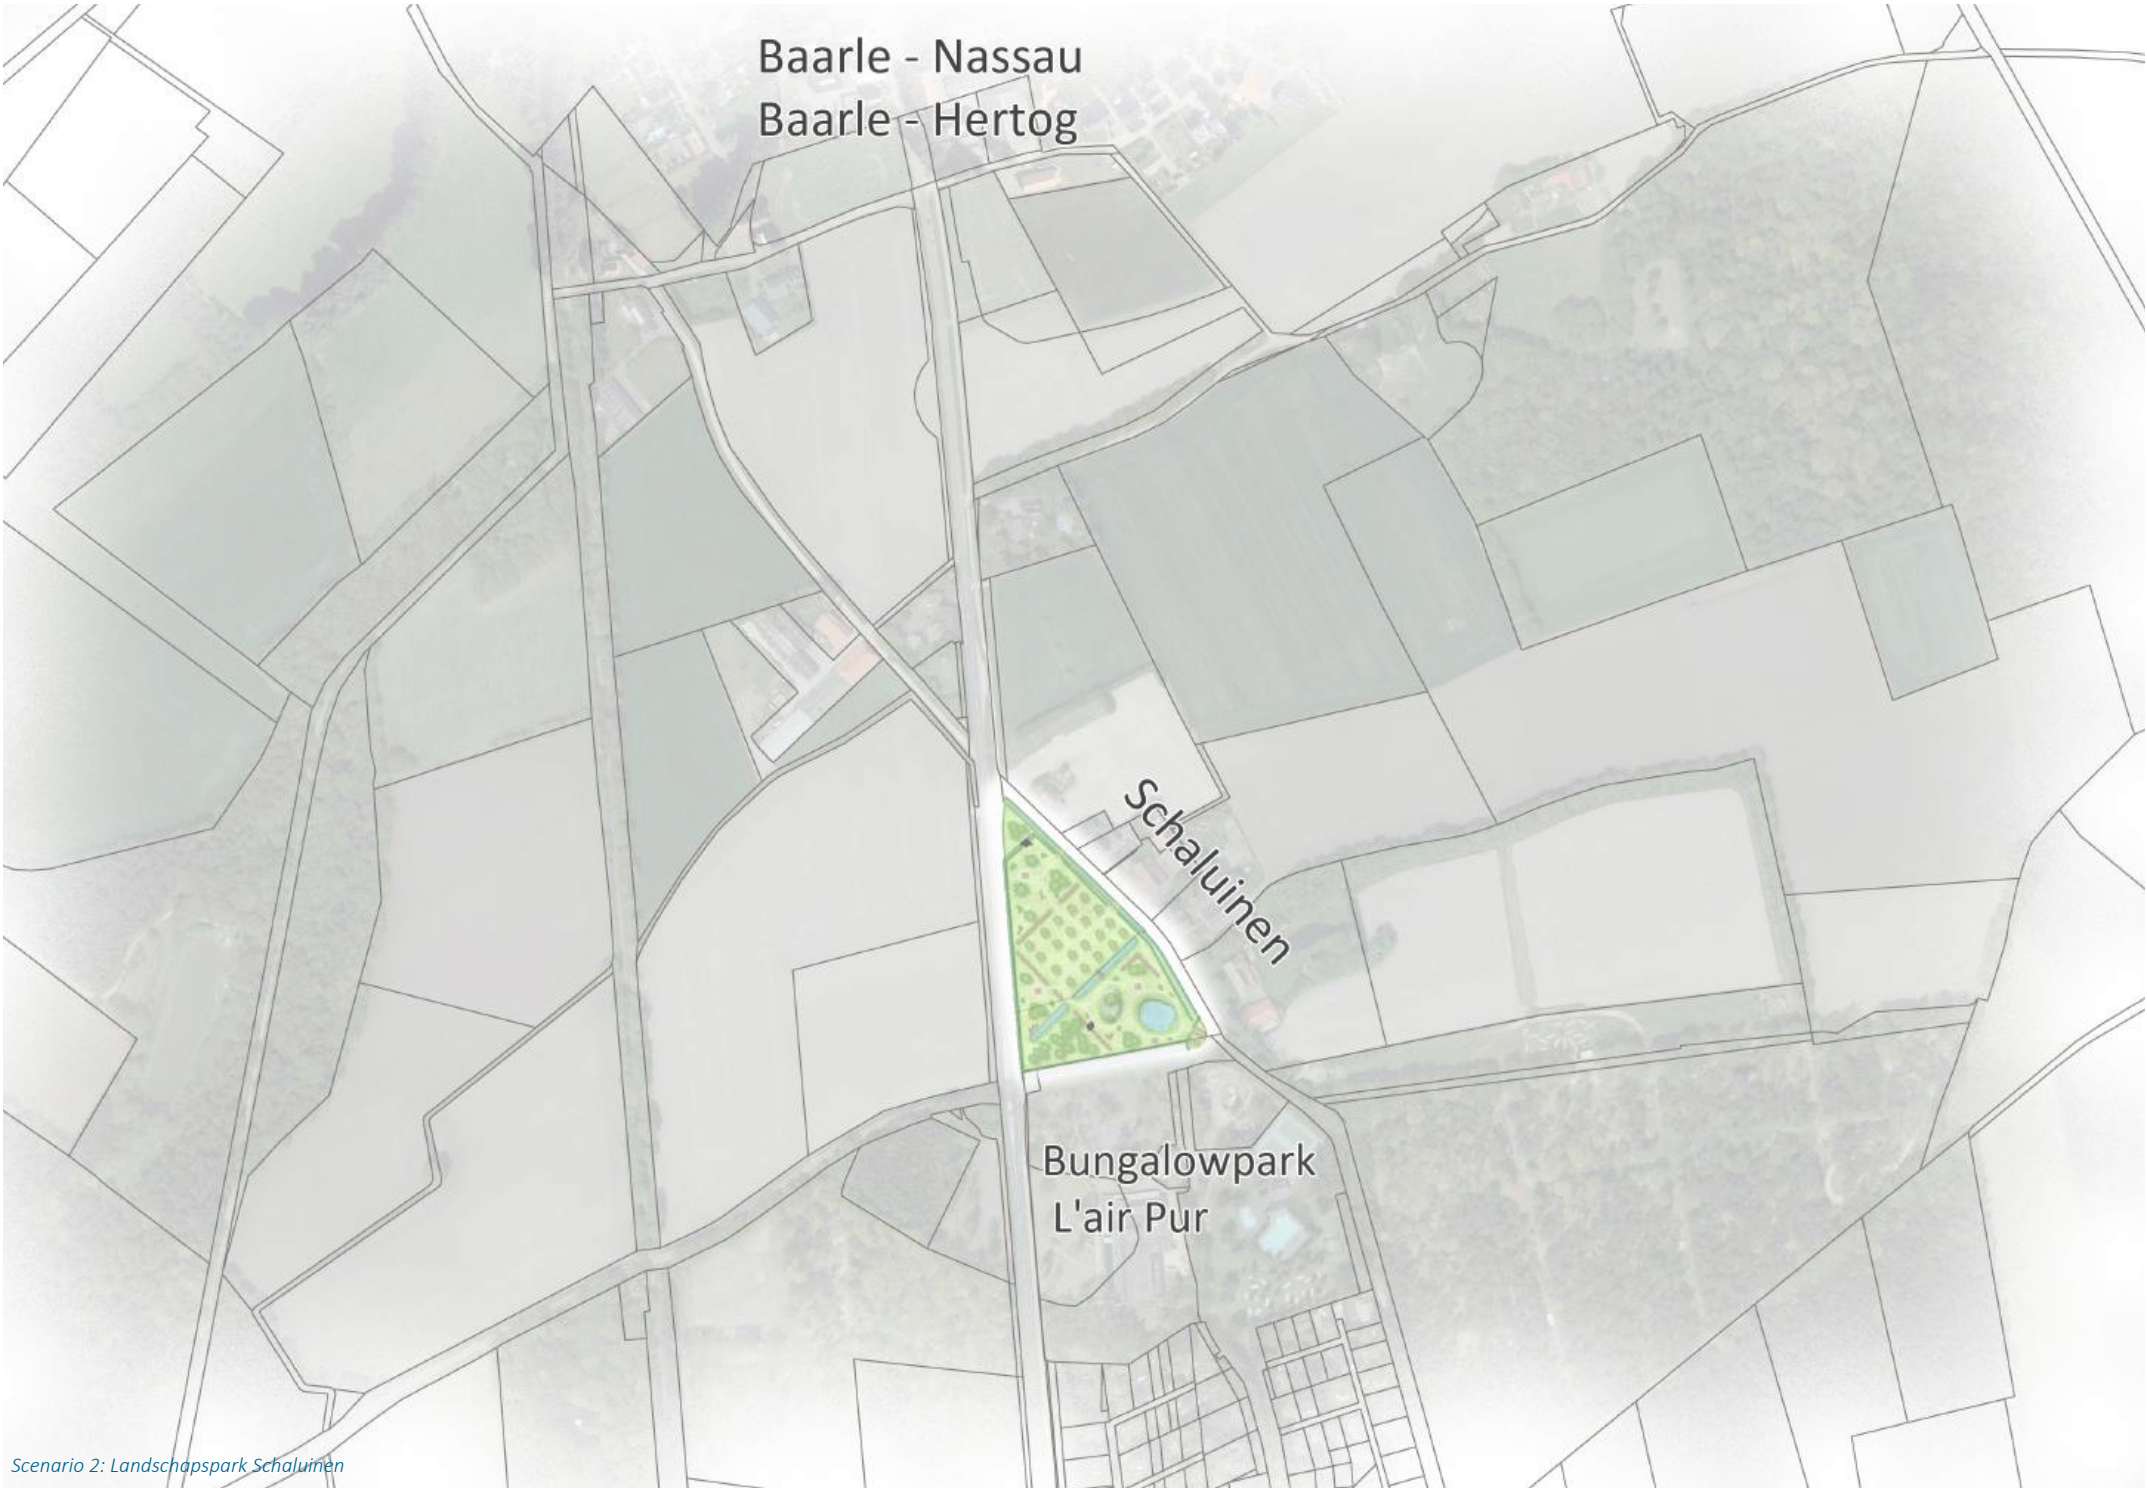 Baarle - Nassau
Baarle - Hertog
Schaluinen
Bungalowpark
L'air Pur
Scenario 2: Landschapspark Schaluinen